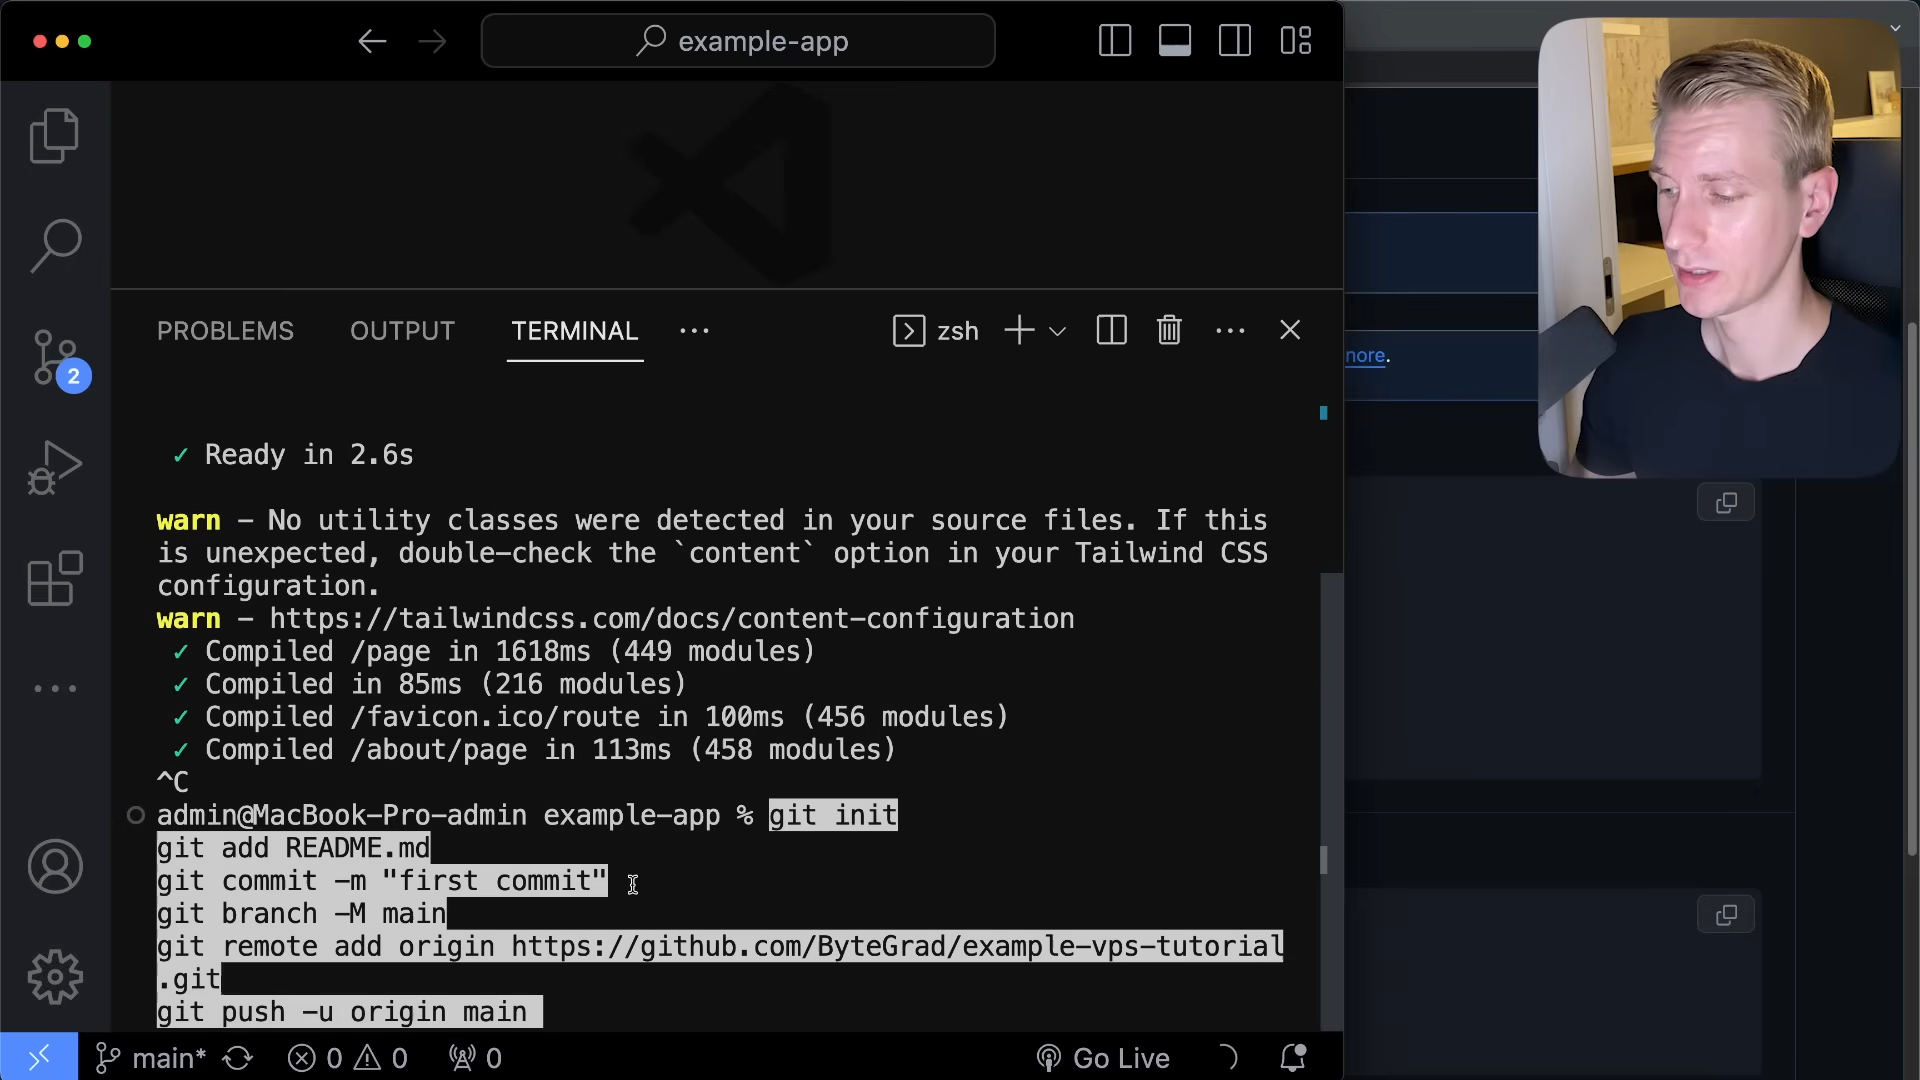 example-app
PROBLEMS OUTPUT TERMINAL ··· zsh
nore.
2
✓ Ready in 2.6s
warn – No utility classes were detected in your source files. If this
is unexpected, double-check the `content` option in your Tailwind CSS
configuration.
warn – https://tailwindcss.com/docs/content-configuration
✓ Compiled /page in 1618ms (449 modules)
✓ Compiled in 85ms (216 modules)
✓ Compiled /favicon.ico/route in 100ms (456 modules)
✓ Compiled /about/page in 113ms (458 modules)
^C
admin@MacBook-Pro-admin example-app % git init
git add README.md
git commit -m "first commit"
git branch -M main
git remote add origin https://github.com/ByteGrad/example-vps-tutorial
.git
git push -u origin main
main* 0 0 0 Go Live